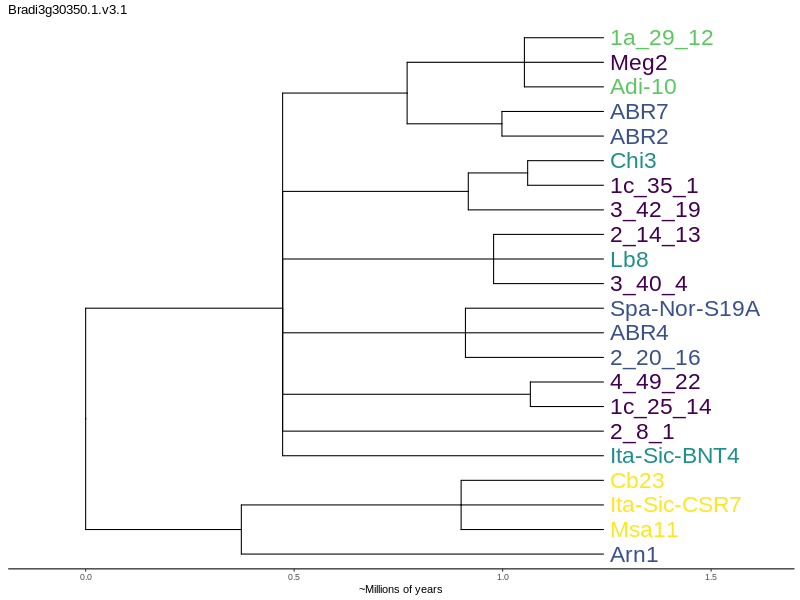 Bradi3g30350.1.v3.1
1a_29_12
Meg2
Adi-10
ABR7
ABR2
Chi3
1c_35_1
3_42_19
2_14_13
Lb8
3_40_4
Spa-Nor-S19A
ABR4
2_20_16
4_49_22
1c_25_14
2_8_1
Ita-Sic-BNT4
Cb23
Ita-Sic-CSR7
Msa11
Arn1
0.0 0.5 1.0 1.5
~Millions of years